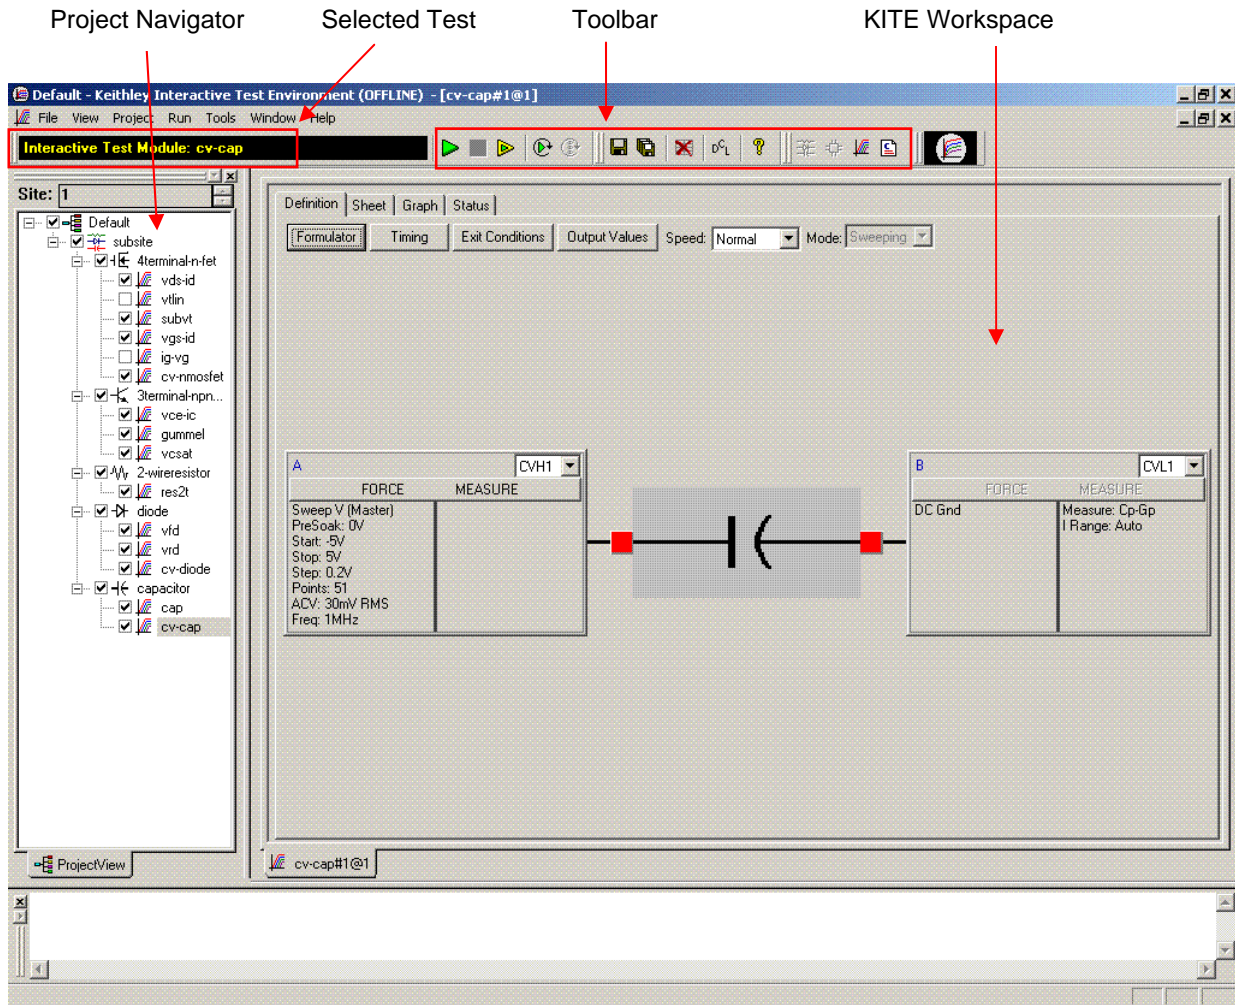 Project Navigator
Selected Test
Toolbar
KITE Workspace
Default - Keithley Interactive Test Environment (OFFLINE) - [cv-cap#1@1]
File View Project Run Tools Window Help
Interactive Test Module: cv-cap
D^C_L
?
Site: 1
Default
subsite
4terminal-n-fet
vds-id
vtlin
subvt
vgs-id
ig-vg
cv-nmosfet
3terminal-npn...
vce-ic
gummel
vcsat
2-wireresistor
res2t
diode
vfd
vrd
cv-diode
capacitor
cap
cv-cap
ProjectView
Definition Sheet Graph Status
Formulator Timing Exit Conditions Output Values Speed: Normal Mode: Sweeping
A CVH1
FORCE MEASURE
Sweep V (Master)
PreSoak: 0V
Start: -5V
Stop: 5V
Step: 0.2V
Points: 51
ACV: 30mV RMS
Freq: 1MHz
B CVL1
FORCE MEASURE
DC Gnd
Measure: Cp-Gp
I Range: Auto
cv-cap#1@1